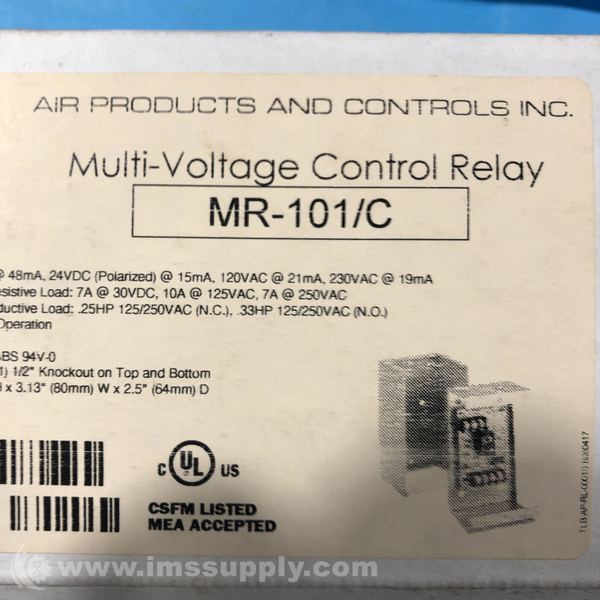 AIR PRODUCTS AND CONTROLS INC.
Multi-Voltage Control Relay
MR-101/C
@ 48mA, 24VDC (Polarized) @ 15mA, 120VAC @ 21mA, 230VAC @ 19mA
esistive Load: 7A @ 30VDC, 10A @ 125VAC, 7A @ 250VAC
ductive Load: .25HP 125/250VAC (N.C.), .33HP 125/250VAC (N.O.)
Operation
ABS 94V-0
1) 1/2" Knockout on Top and Bottom
H x 3.13" (80mm) W x 2.5" (64mm) D
C UL US
CSFM LISTED
MEA ACCEPTED
www.imssupply.com